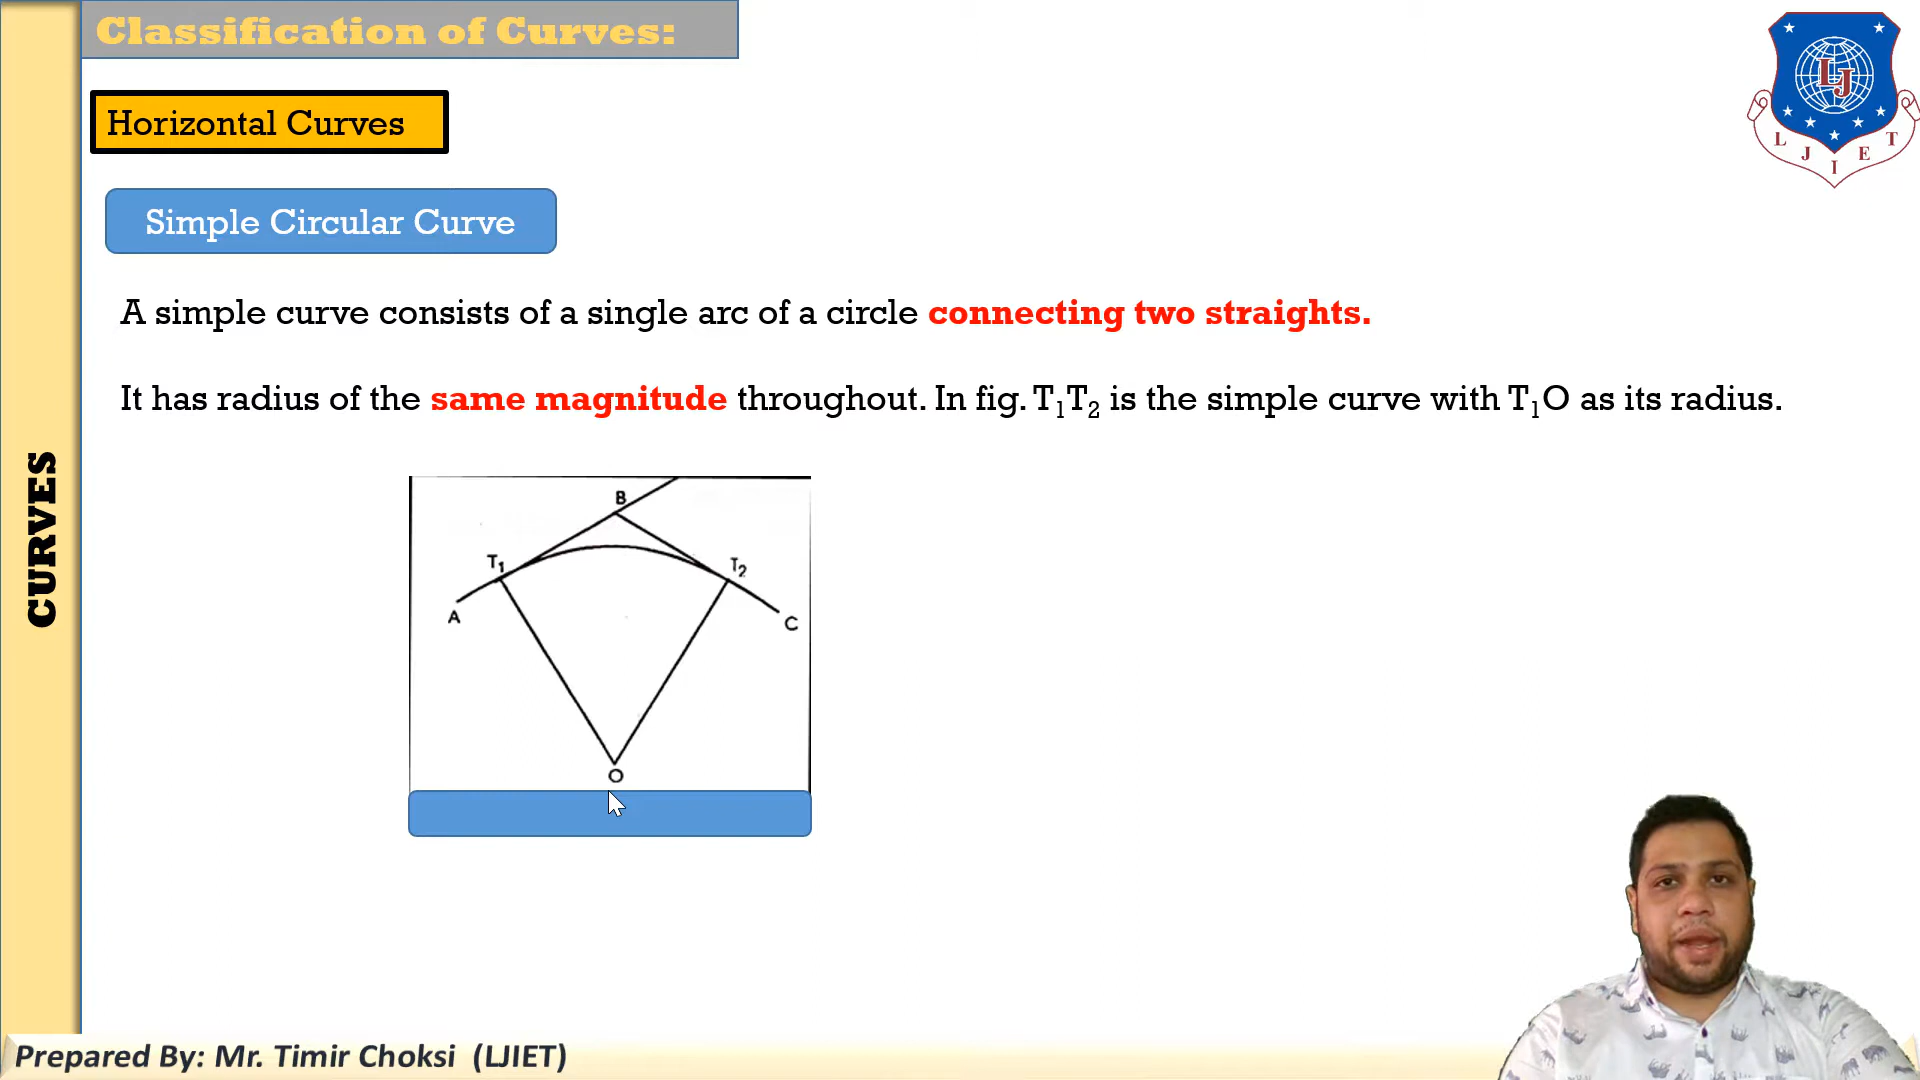 Classification of Curves:
Horizontal Curves
Simple Circular Curve
A simple curve consists of a single arc of a circle connecting two straights.
It has radius of the same magnitude throughout. In fig. T₁T₂ is the simple curve with T₁O as its radius.
B
T₁
T₂
A
C
O
CURVES
LJ
L J I E T
Prepared By: Mr. Timir Choksi (LJIET)